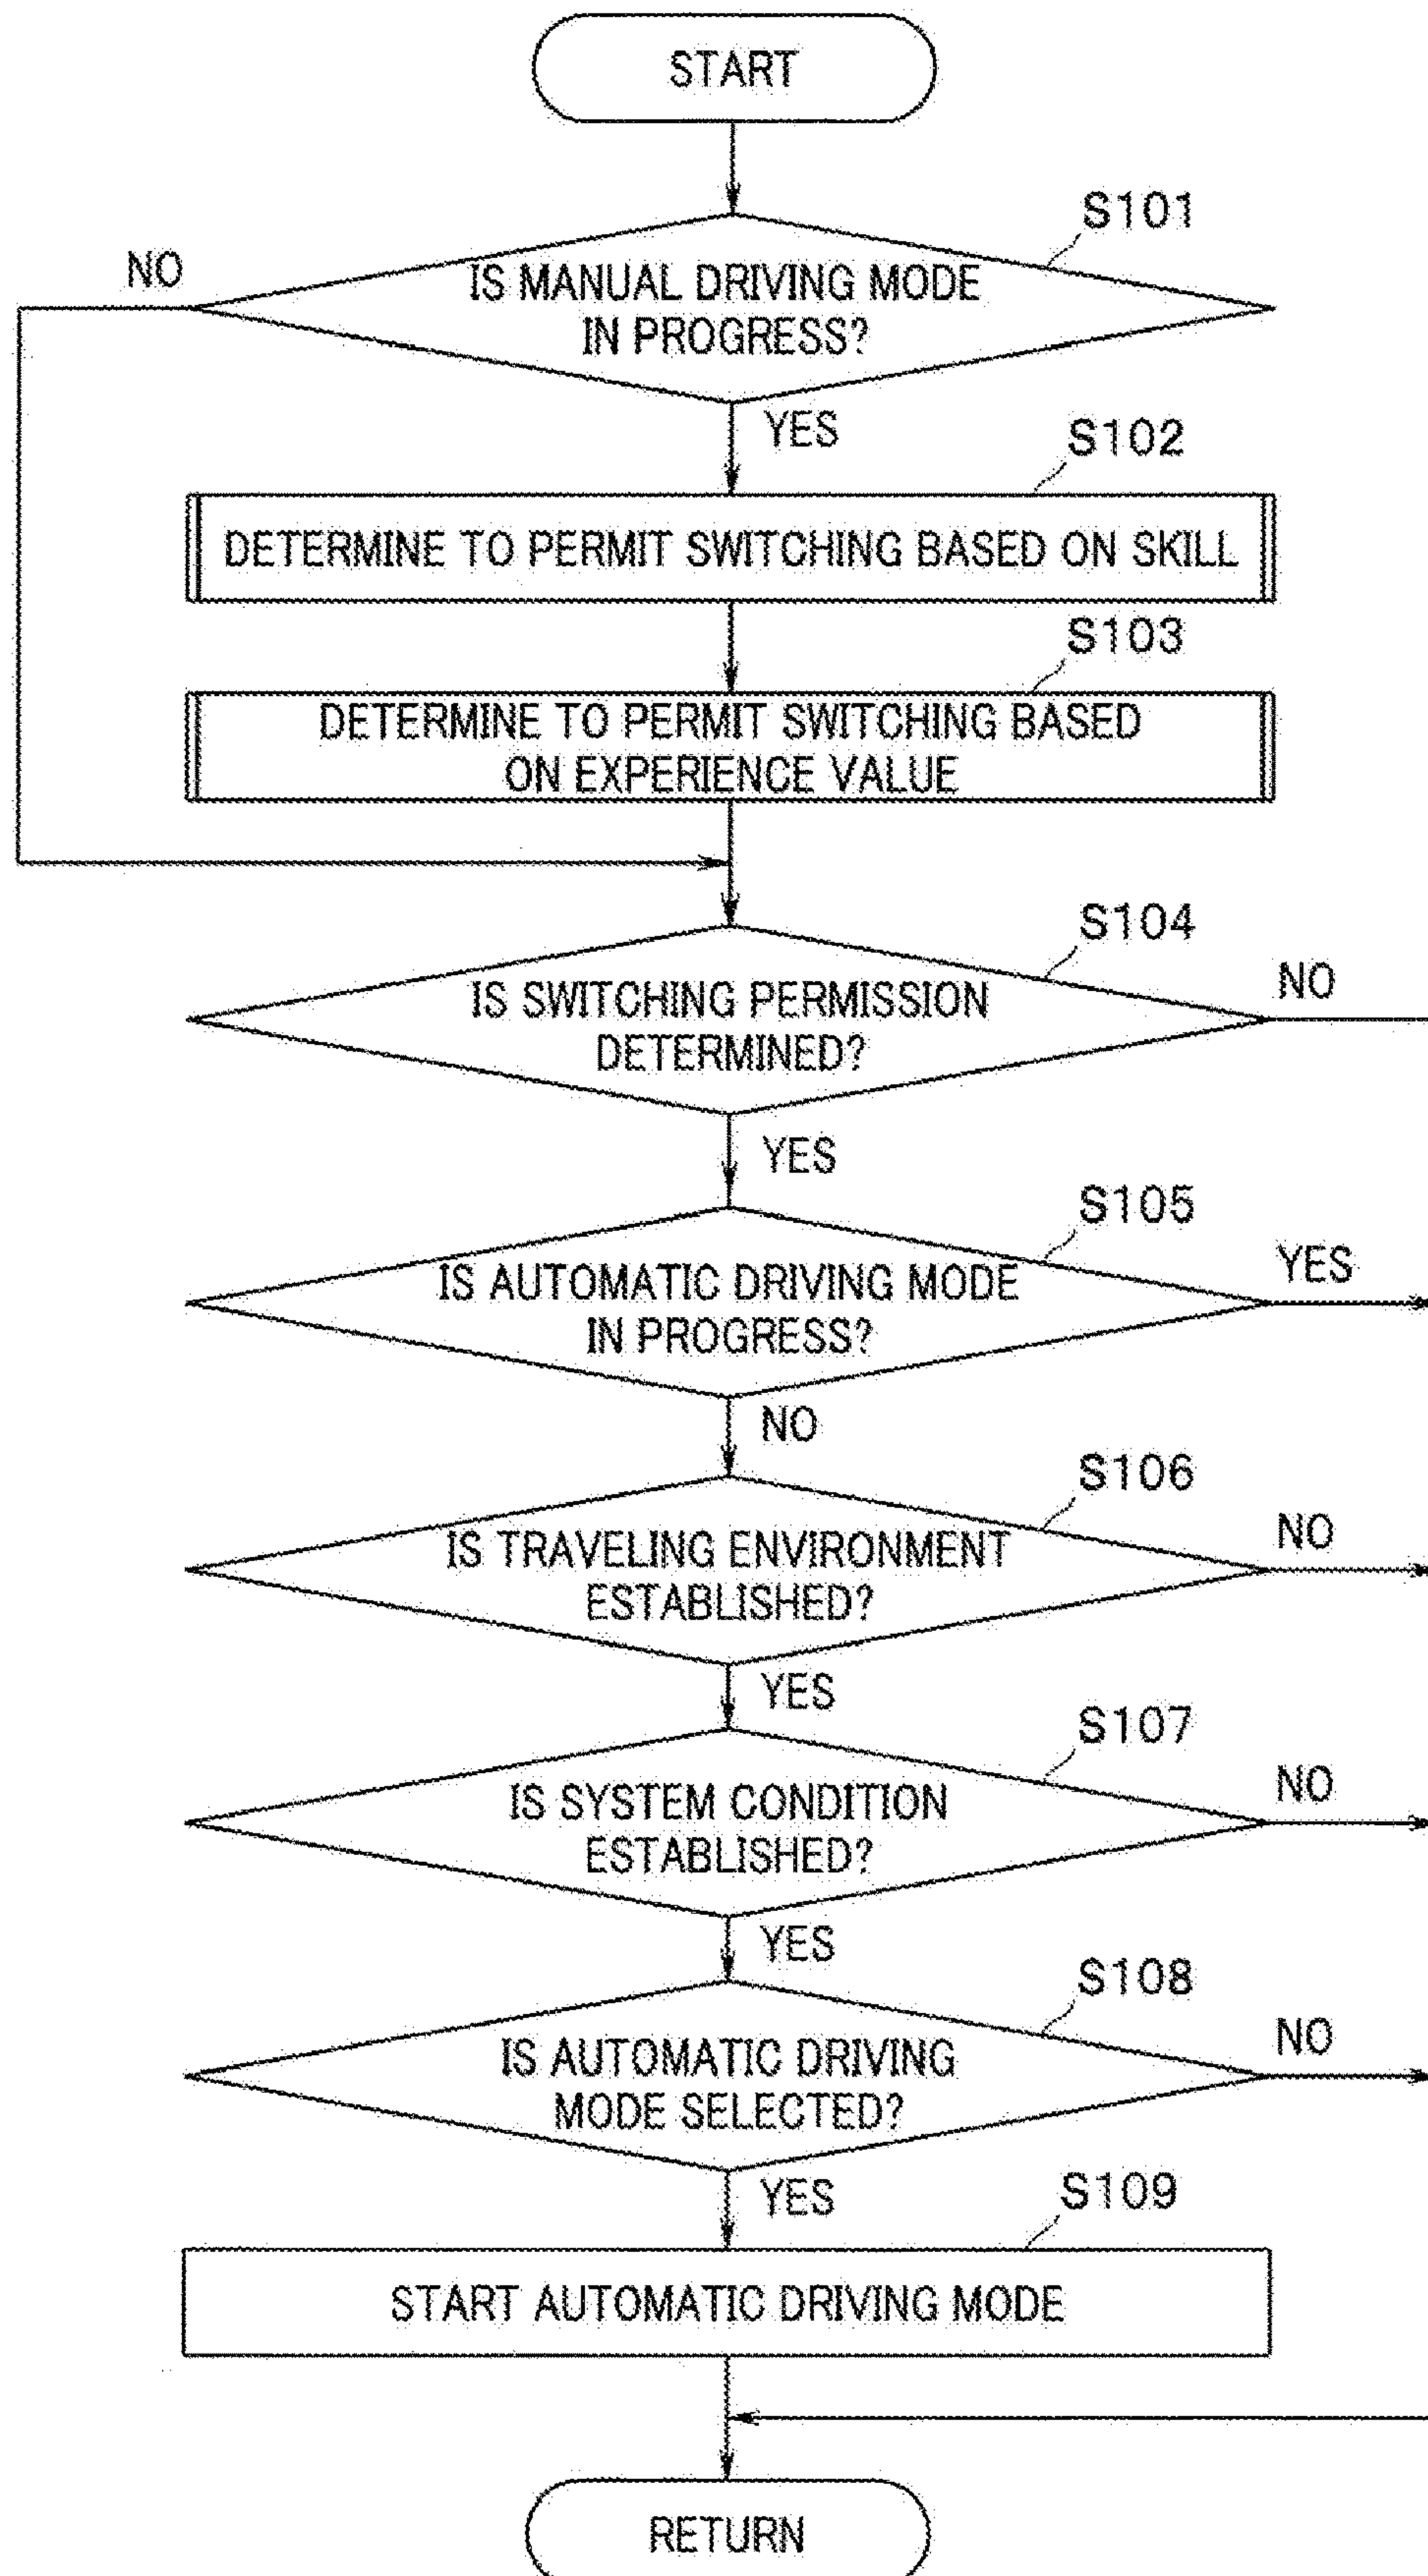 START
S101
NO
IS MANUAL DRIVING MODE
IN PROGRESS?
YES
S102
DETERMINE TO PERMIT SWITCHING BASED ON SKILL
S103
DETERMINE TO PERMIT SWITCHING BASED
ON EXPERIENCE VALUE
S104
NO
IS SWITCHING PERMISSION
DETERMINED?
YES
S105
YES
IS AUTOMATIC DRIVING MODE
IN PROGRESS?
NO
S106
NO
IS TRAVELING ENVIRONMENT
ESTABLISHED?
YES
S107
NO
IS SYSTEM CONDITION
ESTABLISHED?
YES
S108
NO
IS AUTOMATIC DRIVING
MODE SELECTED?
YES
S109
START AUTOMATIC DRIVING MODE
RETURN